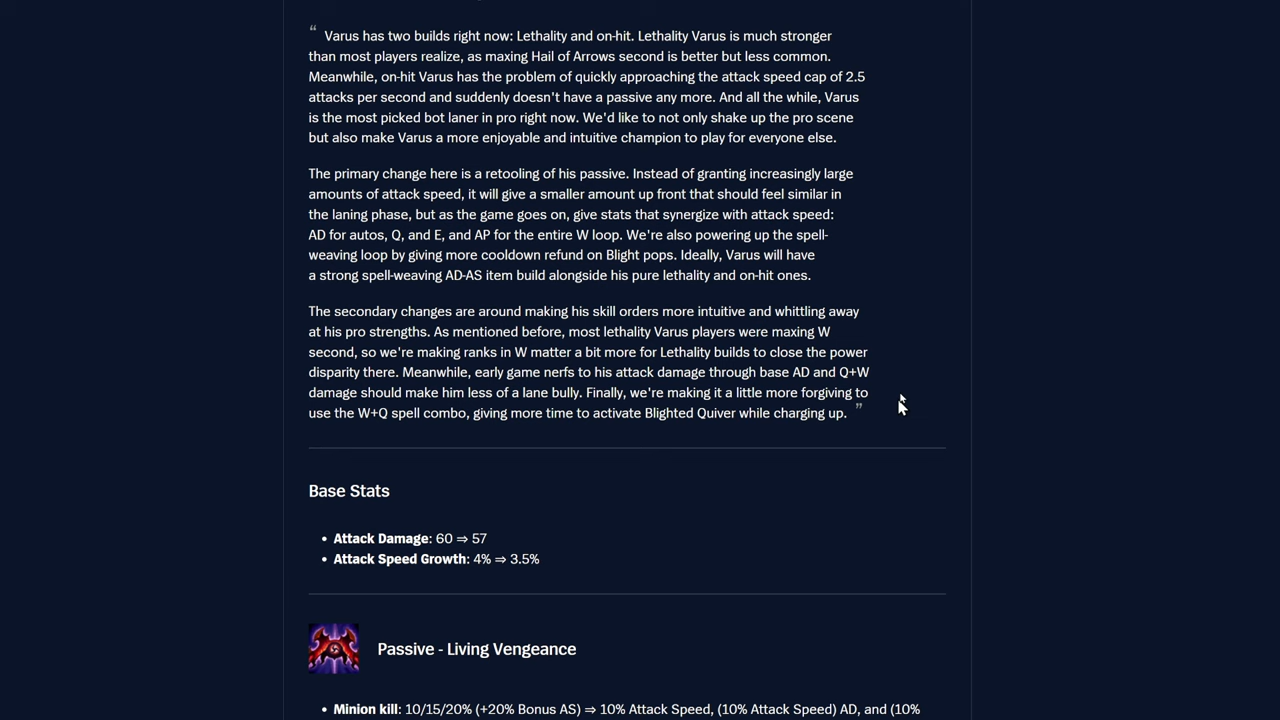 “ Varus has two builds right now: Lethality and on-hit. Lethality Varus is much stronger
than most players realize, as maxing Hail of Arrows second is better but less common.
Meanwhile, on-hit Varus has the problem of quickly approaching the attack speed cap of 2.5
attacks per second and suddenly doesn't have a passive any more. And all the while, Varus
is the most picked bot laner in pro right now. We'd like to not only shake up the pro scene
but also make Varus a more enjoyable and intuitive champion to play for everyone else.
The primary change here is a retooling of his passive. Instead of granting increasingly large
amounts of attack speed, it will give a smaller amount up front that should feel similar in
the laning phase, but as the game goes on, give stats that synergize with attack speed:
AD for autos, Q, and E, and AP for the entire W loop. We're also powering up the spell-
weaving loop by giving more cooldown refund on Blight pops. Ideally, Varus will have
a strong spell-weaving AD-AS item build alongside his pure lethality and on-hit ones.
The secondary changes are around making his skill orders more intuitive and whittling away
at his pro strengths. As mentioned before, most lethality Varus players were maxing W
second, so we're making ranks in W matter a bit more for Lethality builds to close the power
disparity there. Meanwhile, early game nerfs to his attack damage through base AD and Q+W
damage should make him less of a lane bully. Finally, we're making it a little more forgiving to
use the W+Q spell combo, giving more time to activate Blighted Quiver while charging up. ”
Base Stats
• Attack Damage: 60 ⇒ 57
• Attack Speed Growth: 4% ⇒ 3.5%
Passive - Living Vengeance
• Minion kill: 10/15/20% (+20% Bonus AS) ⇒ 10% Attack Speed, (10% Attack Speed) AD, and (10%